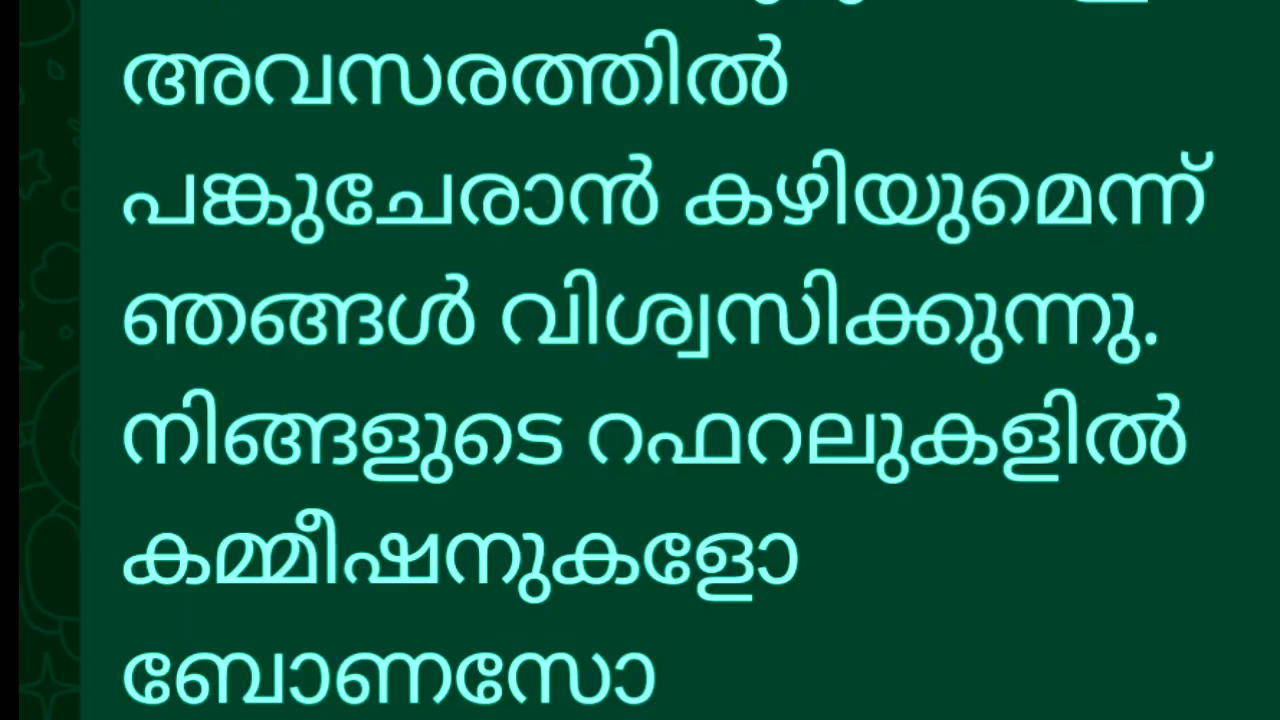 അവസരത്തിൽ
പങ്കുചേരാൻ കഴിയുമെന്ന്
ഞങ്ങൾ വിശ്വസിക്കുന്നു.
നിങ്ങളുടെ റഫറലുകളിൽ
കമ്മീഷനുകളോ
ബോണസോ